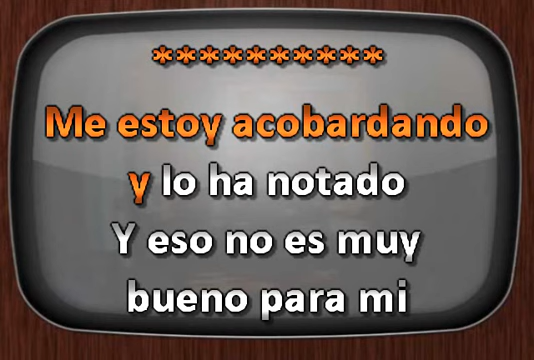 **********
Me estoy acobardando
y lo ha notado
Y eso no es muy
bueno para mi